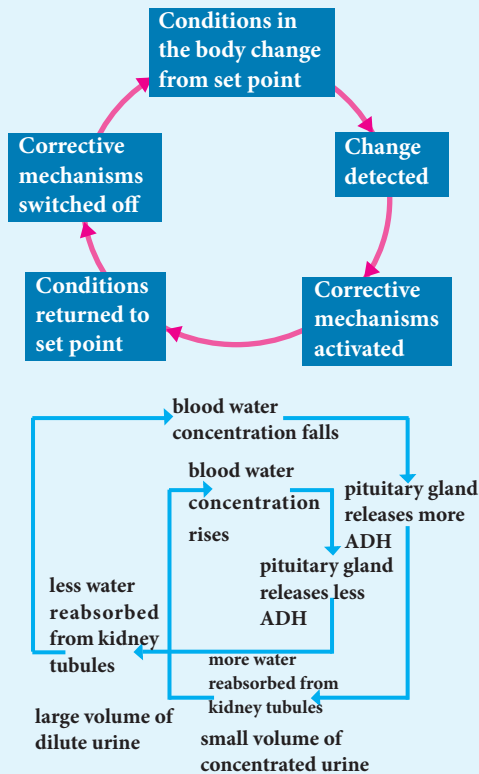 Conditions in
the body change
from set point
Change
detected
Corrective
mechanisms
activated
Conditions
returned to
set point
Corrective
mechanisms
switched off
blood water
concentration falls
pituitary gland
releases more
ADH
blood water
concentration
rises
pituitary gland
releases less
ADH
less water
reabsorbed
from kidney
tubules
large volume of
dilute urine
more water
reabsorbed from
kidney tubules
small volume of
concentrated urine